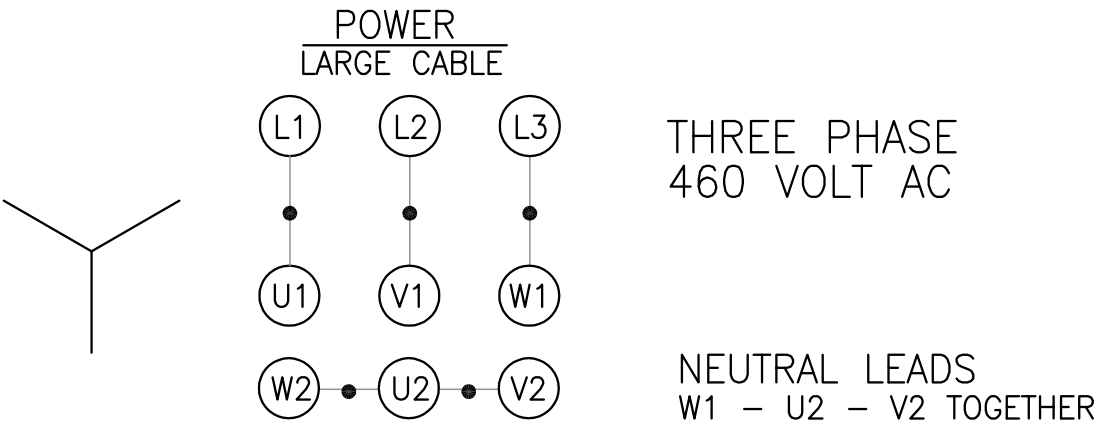 POWER
LARGE CABLE
L1 L2 L3
THREE PHASE
460 VOLT AC
U1 V1 W1
W2 U2 V2
NEUTRAL LEADS
W1 - U2 - V2 TOGETHER